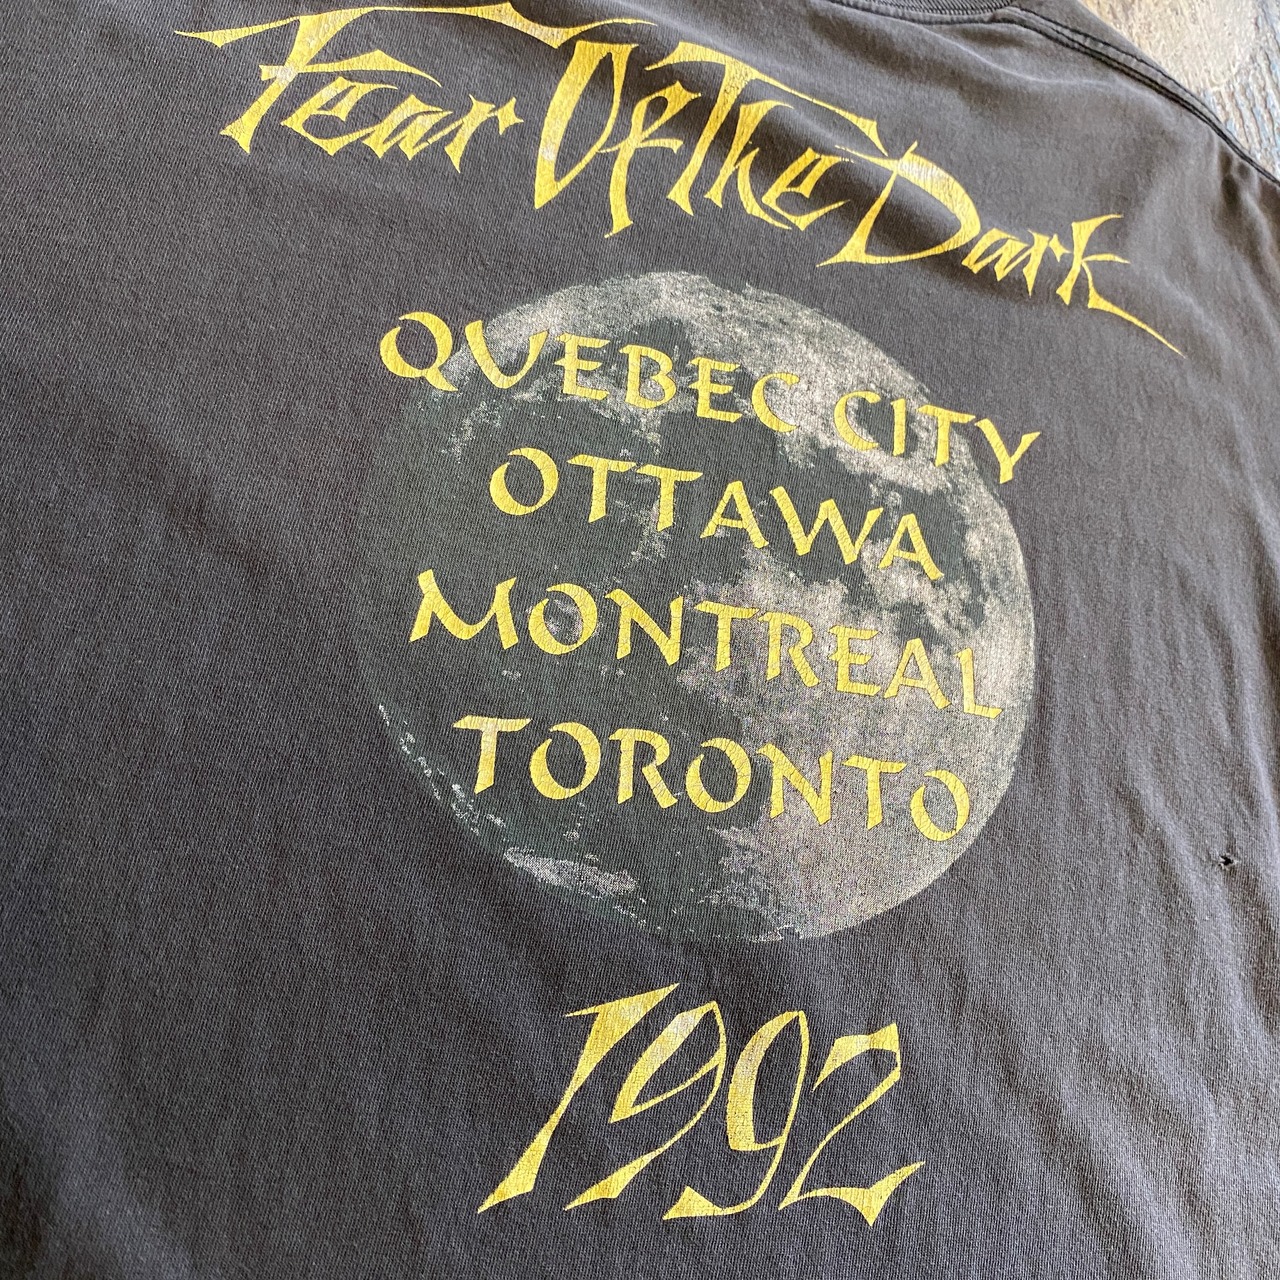 Fear Of The Dark
QUEBEC CITY
OTTAWA
MONTREAL
TORONTO
1992